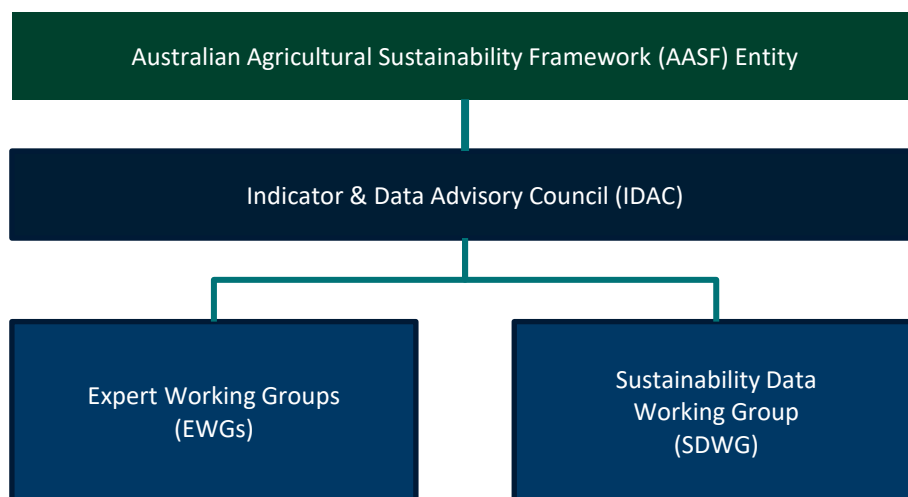 Australian Agricultural Sustainability Framework (AASF) Entity
Indicator & Data Advisory Council (IDAC)
Expert Working Groups
(EWGs)
Sustainability Data
Working Group
(SDWG)